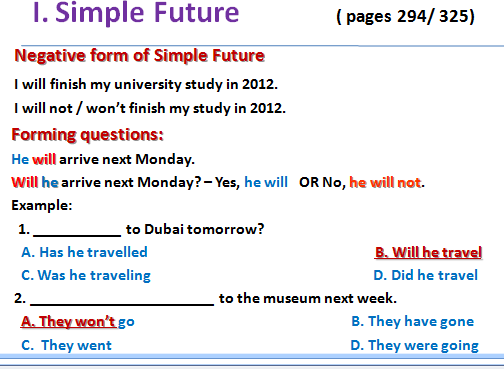 I. Simple Future ( pages 294/ 325)
Negative form of Simple Future
I will finish my university study in 2012.
I will not / won't finish my study in 2012.
Forming questions:
He will arrive next Monday.
Will he arrive next Monday? – Yes, he will OR No, he will not.
Example:
1. ____________ to Dubai tomorrow?
A. Has he travelled B. Will he travel
C. Was he traveling D. Did he travel
2. _________________________ to the museum next week.
A. They won't go B. They have gone
C. They went D. They were going